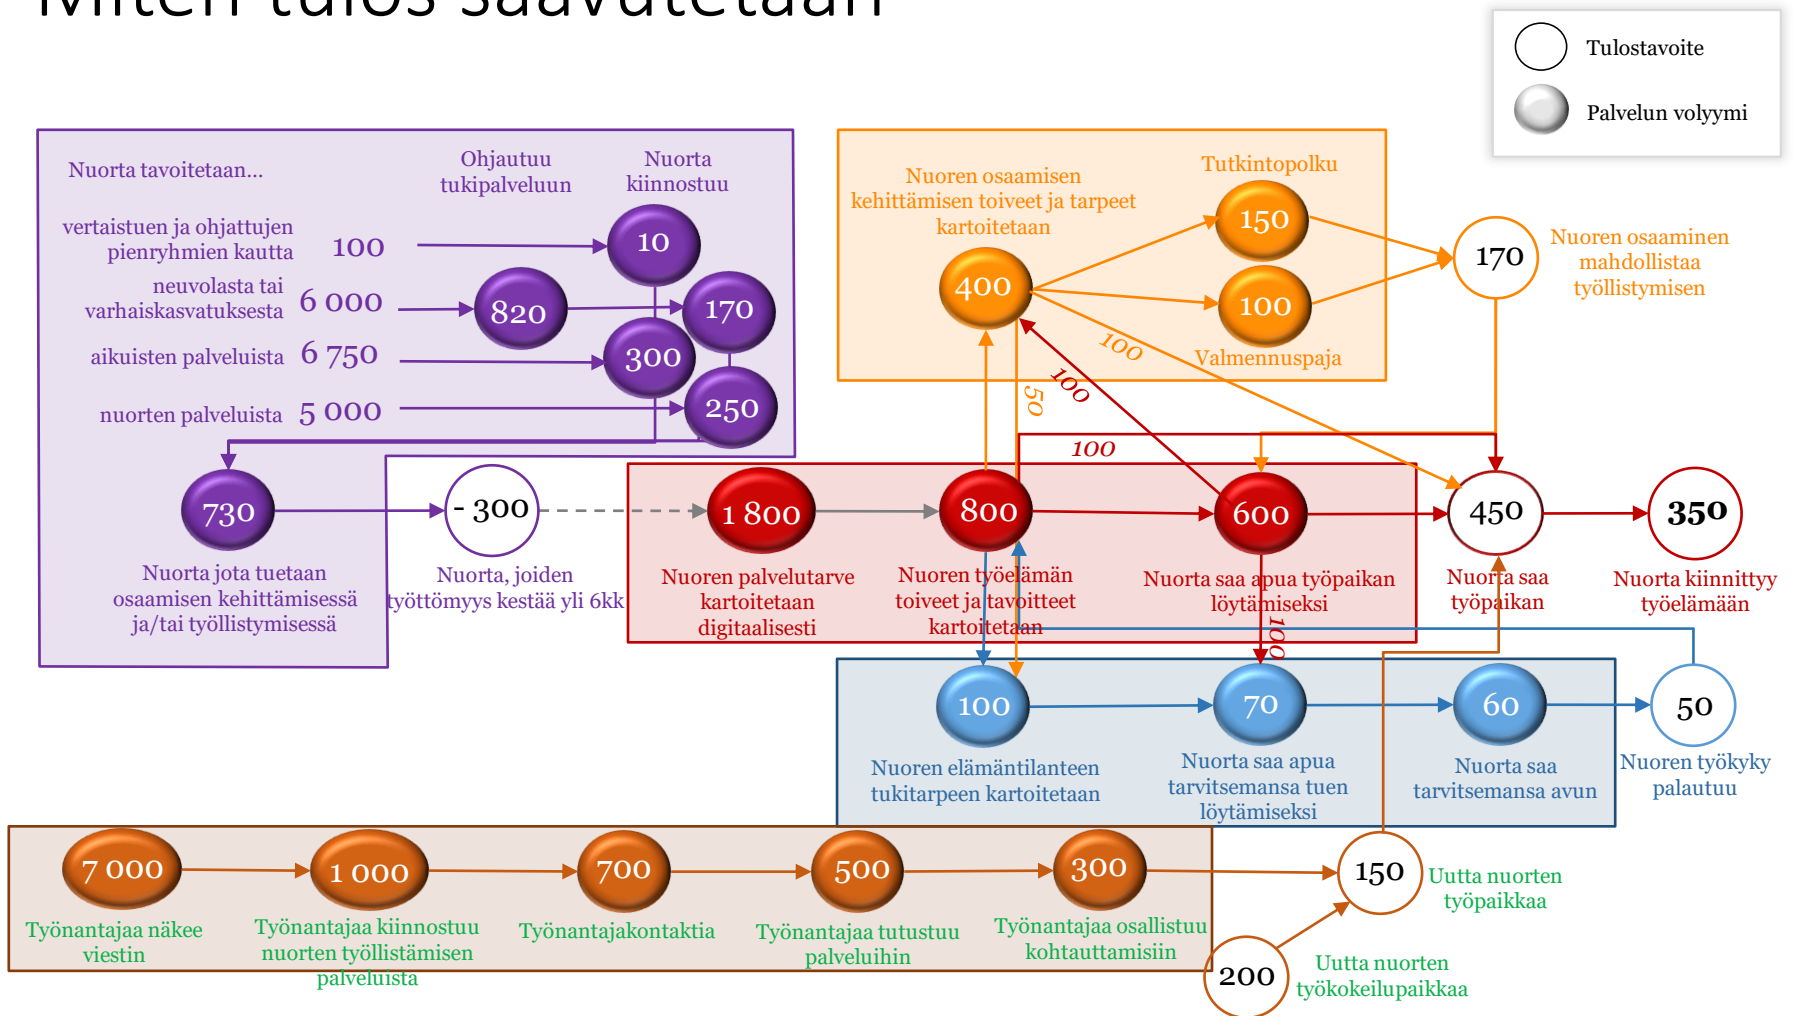 Miten tulos saavutetaan
Tulostavoite
Palvelun volyymi
Nuorta tavoitetaan...
Ohjautuu
tukipalveluun
Nuorta
kiinnostuu
vertaistuen ja ohjattujen
pienryhmien kautta
100
10
neuvolasta tai
varhaiskasvatuksesta
6 000
820
170
aikuisten palveluista
6 750
300
nuorten palveluista
5 000
250
730
Nuorta jota tuetaan
osaamisen kehittämisessä
ja/tai työllistymisessä
- 300
Nuorta, joiden
työttömyys kestää yli 6kk
Nuoren osaamisen
kehittämisen toiveet ja tarpeet
kartoitetaan
400
Tutkintopolku
150
100
Valmennuspaja
170
Nuoren osaaminen
mahdollistaa
työllistymisen
100
100
50
100
1 800
Nuoren palvelutarve
kartoitetaan
digitaalisesti
800
Nuoren työelämän
toiveet ja tavoitteet
kartoitetaan
600
Nuorta saa apua työpaikan
löytämiseksi
100
450
Nuorta saa
työpaikan
350
Nuorta kiinnittyy
työelämään
100
Nuoren elämäntilanteen
tukitarpeen kartoitetaan
70
Nuorta saa apua
tarvitsemansa tuen
löytämiseksi
60
Nuorta saa
tarvitsemansa avun
50
Nuoren työkyky
palautuu
7 000
Työnantajaa näkee
viestin
1 000
Työnantajaa kiinnostuu
nuorten työllistämisen
palveluista
700
Työnantajakontaktia
500
Työnantajaa tutustuu
palveluihin
300
Työnantajaa osallistuu
kohtauttamisiin
150
Uutta nuorten
työpaikkaa
200
Uutta nuorten
työkokeilupaikkaa